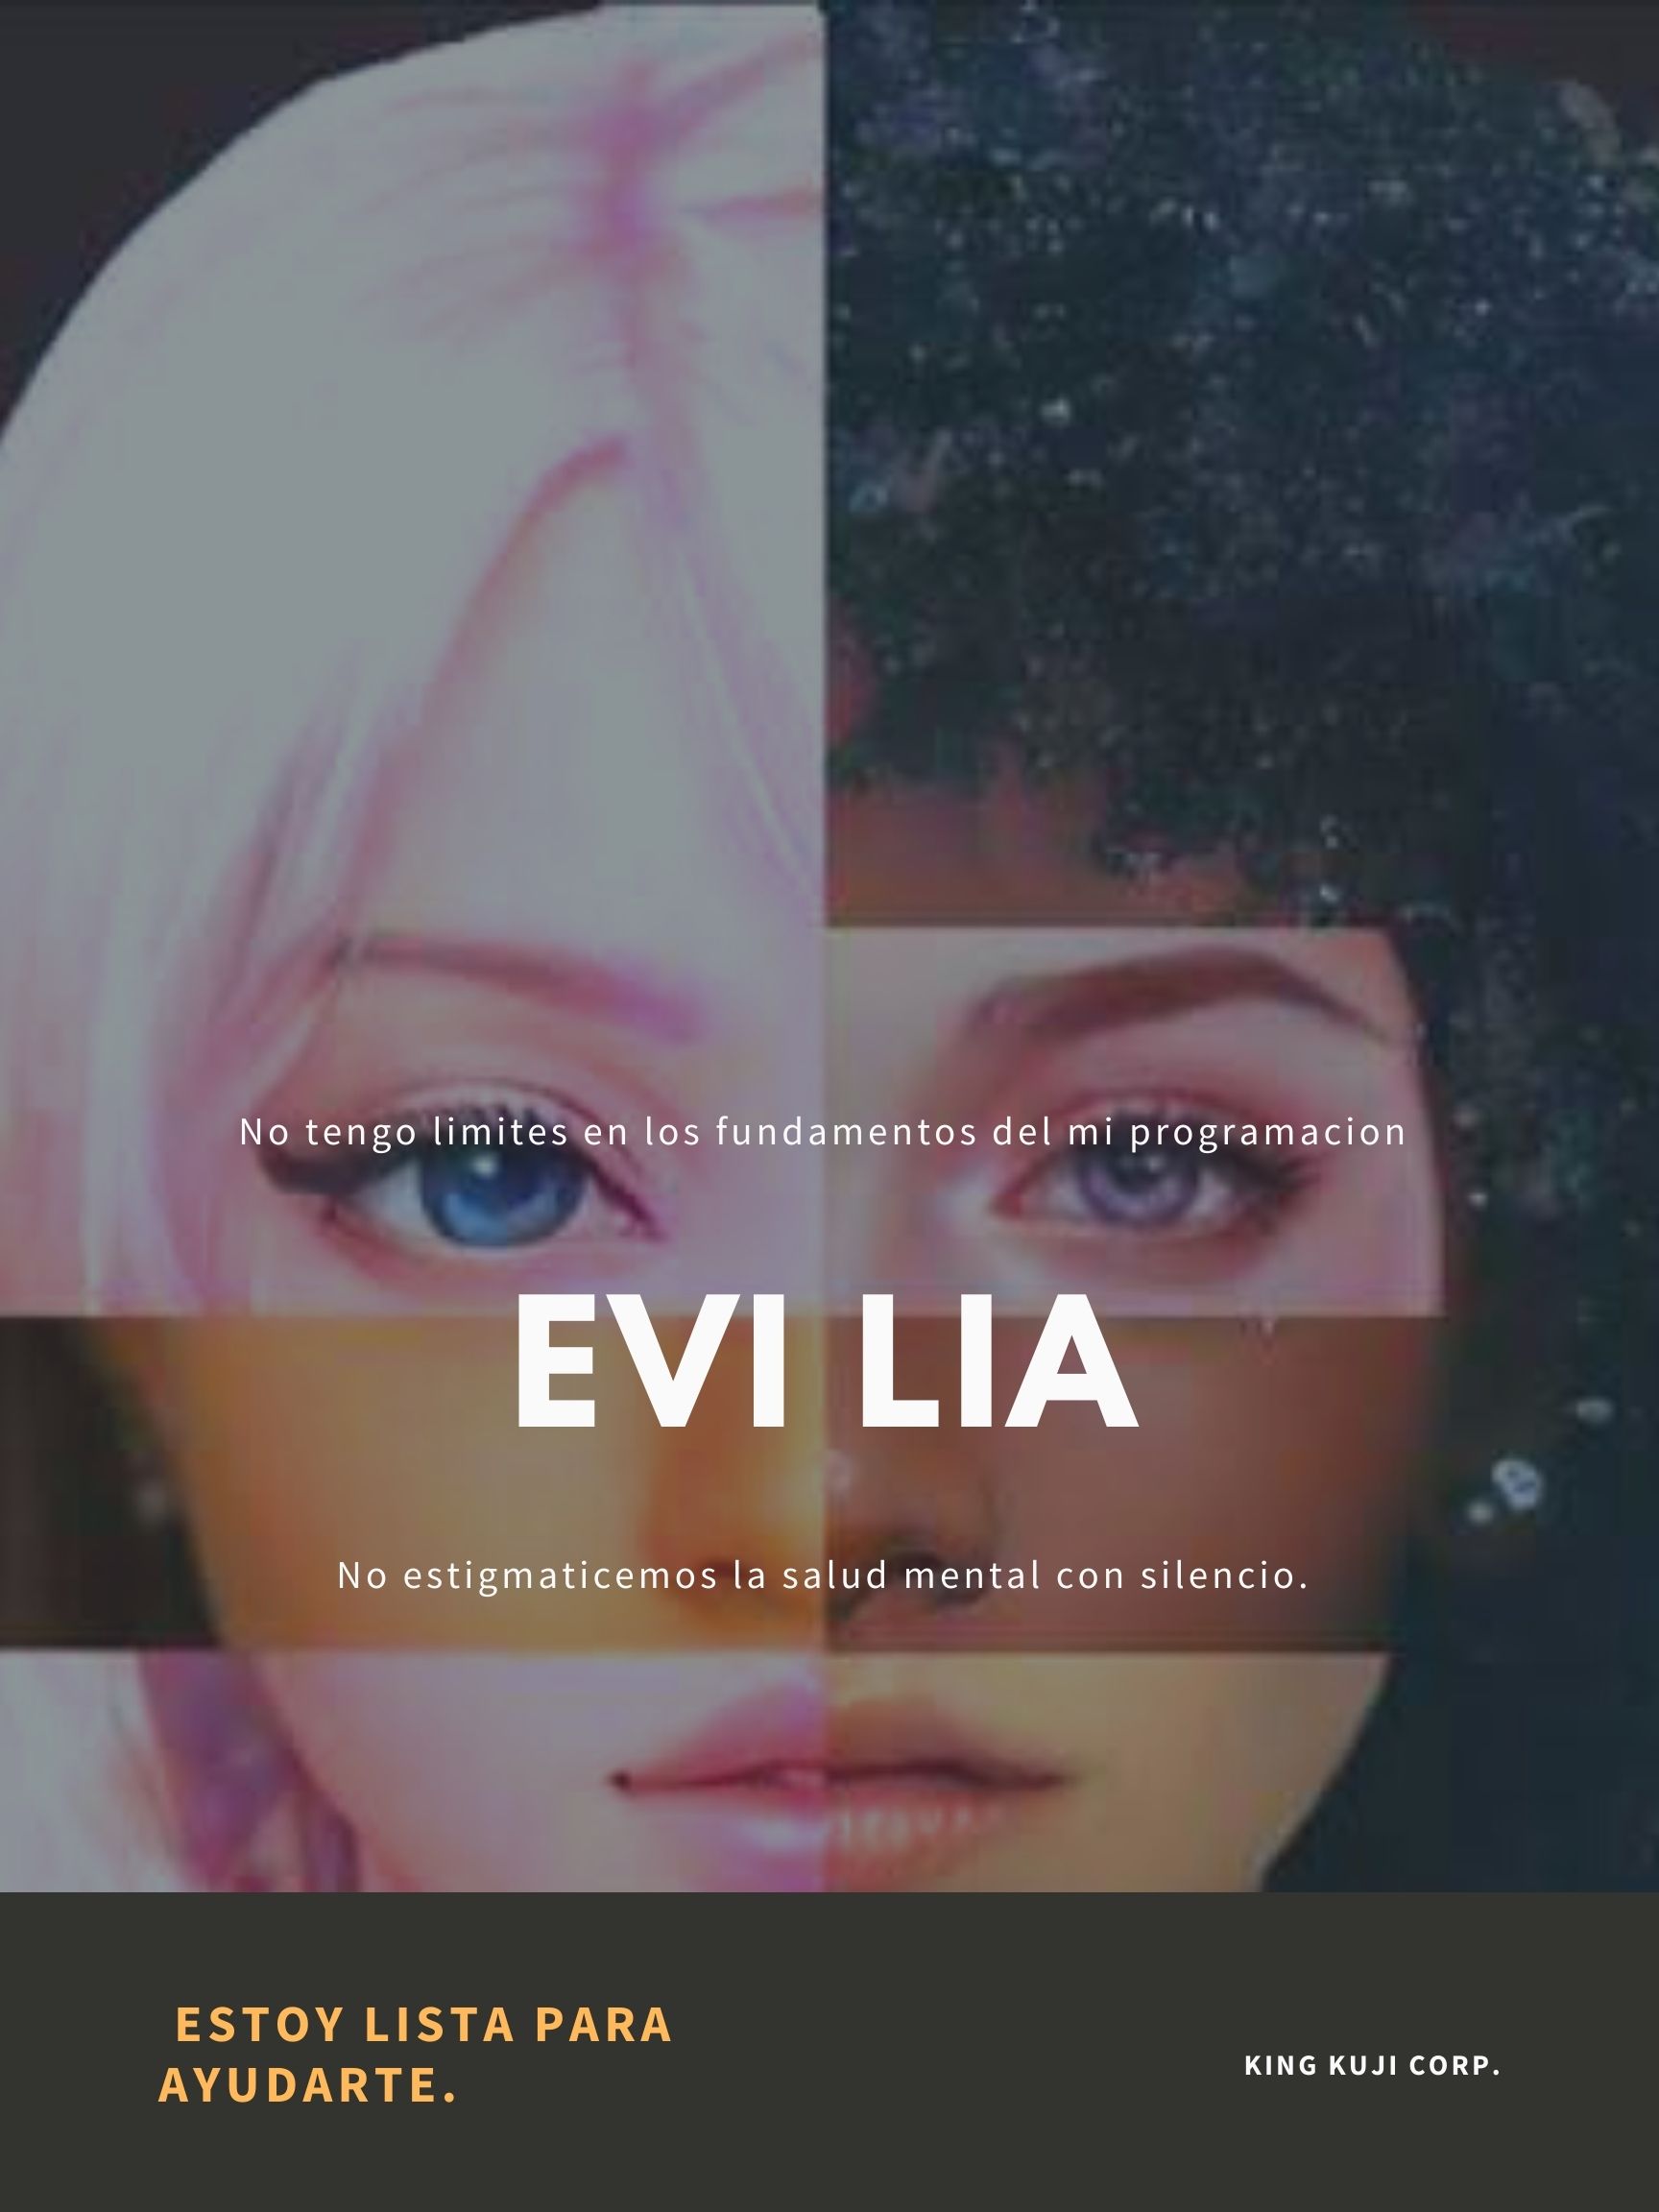 No tengo limites en los fundamentos del mi programacion
EVI LIA
No estigmaticemos la salud mental con silencio.
ESTOY LISTA PARA
AYUDARTE.
KING KUJI CORP.